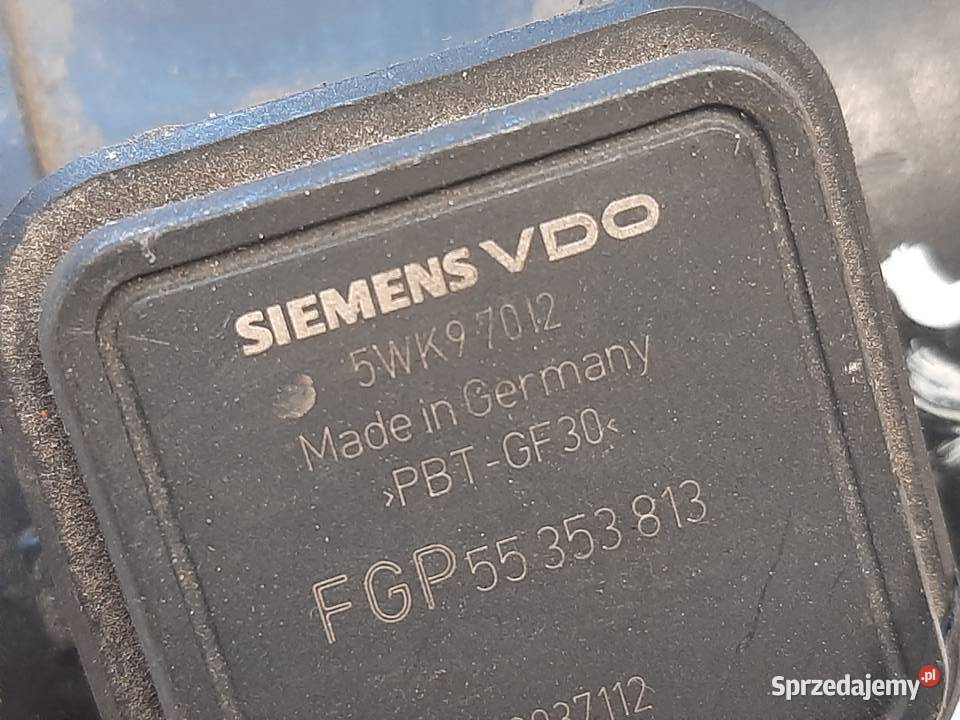 SIEMENS VDO
5WK9 7012
Made in Germany
>PBT-GF30<
FGP 55 353 813
Sprzedajemy.pl